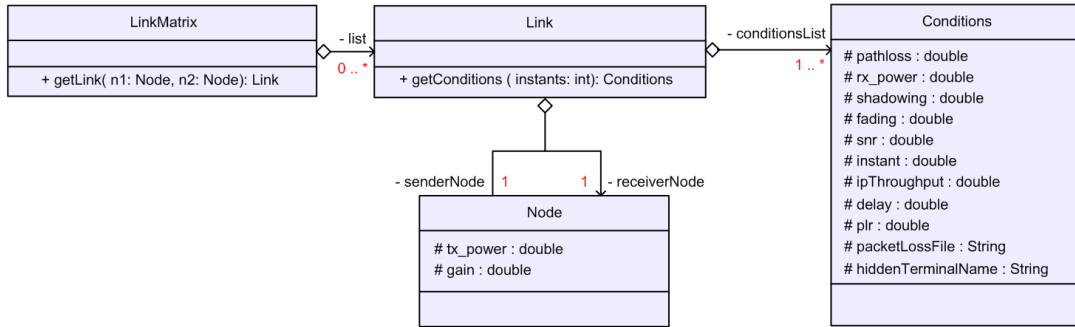 LinkMatrix
+ getLink( n1: Node, n2: Node): Link
- list
0 .. *
Link
+ getConditions ( instants: int): Conditions
- conditionsList
1 .. *
Conditions
# pathloss : double
# rx_power : double
# shadowing : double
# fading : double
# snr : double
# instant : double
# ipThroughput : double
# delay : double
# plr : double
# packetLossFile : String
# hiddenTerminalName : String
- senderNode
1
1
- receiverNode
Node
# tx_power : double
# gain : double